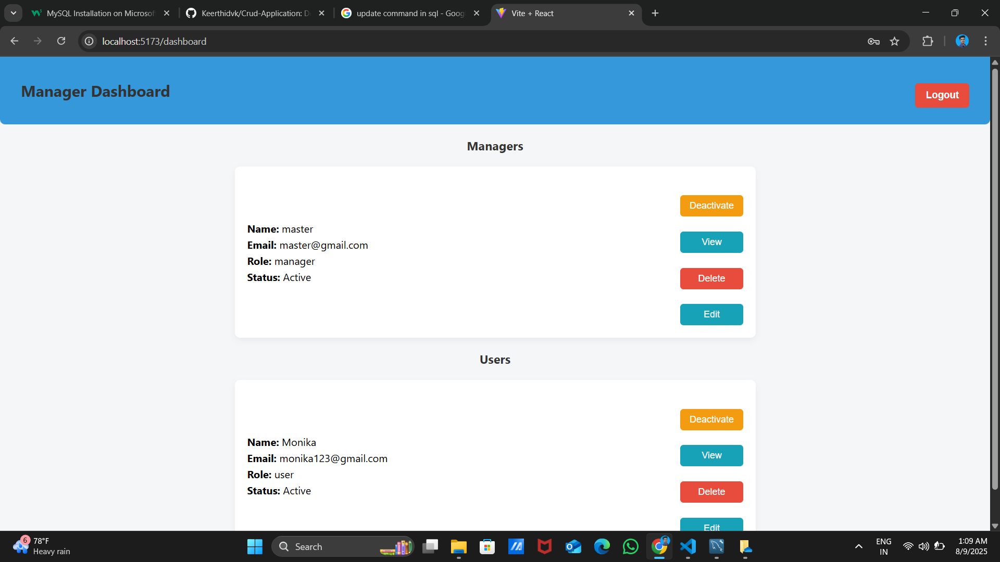 MySQL Installation on Microsof
Keerthidvk/Crud-Application: D
update command in sql - Goog
Vite + React
localhost:5173/dashboard
Manager Dashboard
Logout
Managers
Deactivate
Name: master
View
Email: master@gmail.com
Role: manager
Status: Active
Delete
Edit
Users
Deactivate
Name: Monika
View
Email: monika123@gmail.com
Role: user
Status: Active
Delete
Edit
6
78°F
Heavy rain
Search
ENG
IN
1:09 AM
8/9/2025